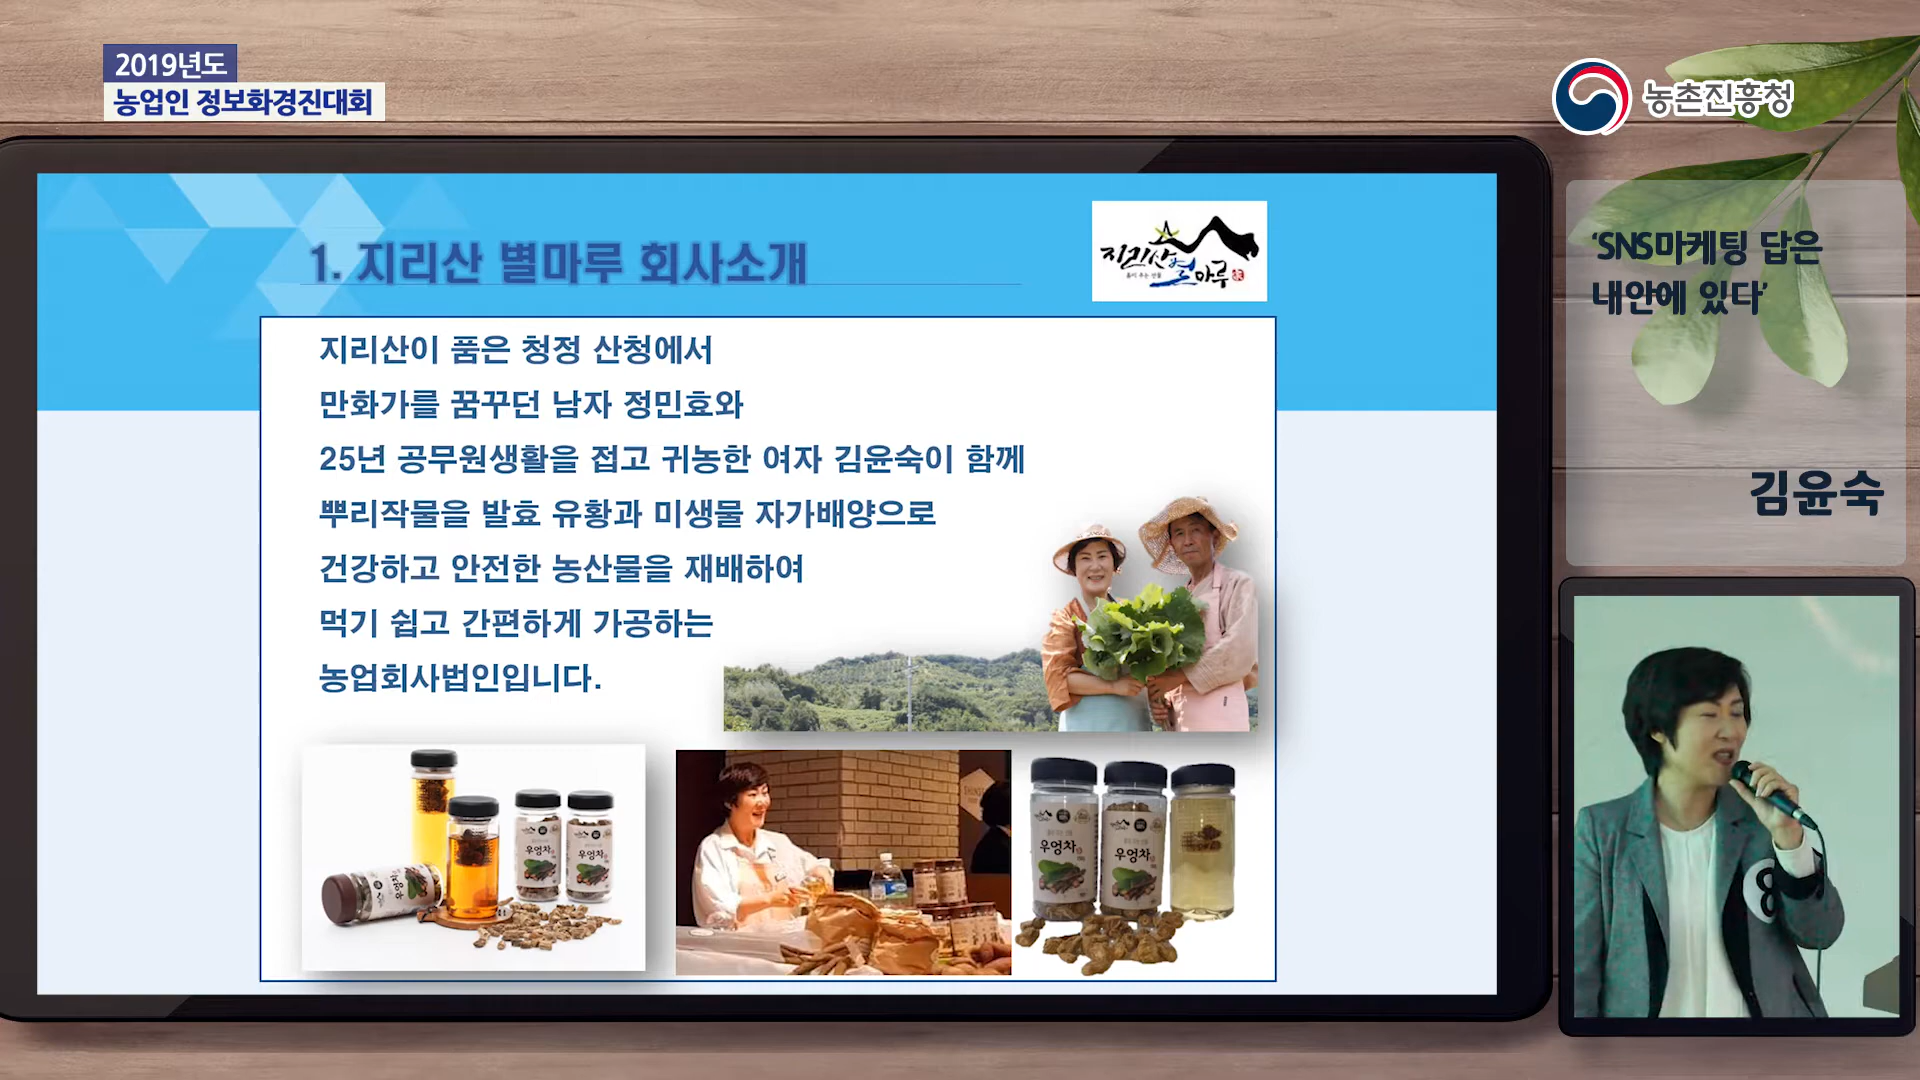 2019년도
농업인 정보화경진대회
농촌진흥청
1. 지리산 별마루 회사소개
지리산
별마루
지리산이 품은 청정 산청에서
만화가를 꿈꾸던 남자 정민효와
25년 공무원생활을 접고 귀농한 여자 김윤숙이 함께
뿌리작물을 발효 유황과 미생물 자가배양으로
건강하고 안전한 농산물을 재배하여
먹기 쉽고 간편하게 가공하는
농업회사법인입니다.
우엉차
우엉차
우엉차
우엉차
‘SNS마케팅 답은
내안에 있다’
김윤숙
8